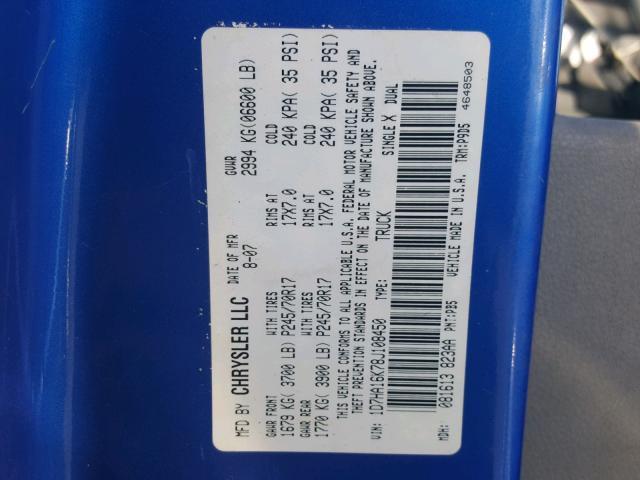 MFD BY CHRYSLER LLC DATE OF MFR GVWR
8-07 2994 KG(06600 LB)
GAWR FRONT WITH TIRES RIMS AT COLD
1679 KG( 3700 LB) P245/70R17 17X7.0 240 KPA( 35 PSI)
GAWR REAR WITH TIRES RIMS AT COLD
1770 KG( 3900 LB) P245/70R17 17X7.0 240 KPA( 35 PSI)
THIS VEHICLE CONFORMS TO ALL APPLICABLE U.S.A. FEDERAL MOTOR VEHICLE SAFETY AND
THEFT PREVENTION STANDARDS IN EFFECT ON THE DATE OF MANUFACTURE SHOWN ABOVE.
VIN: 1D7HA16K78J108450 TYPE: TRUCK SINGLE X DUAL
MDH: 081613 823AA PNT:PB5 VEHICLE MADE IN U.S.A. TRM:P9D5 4648503